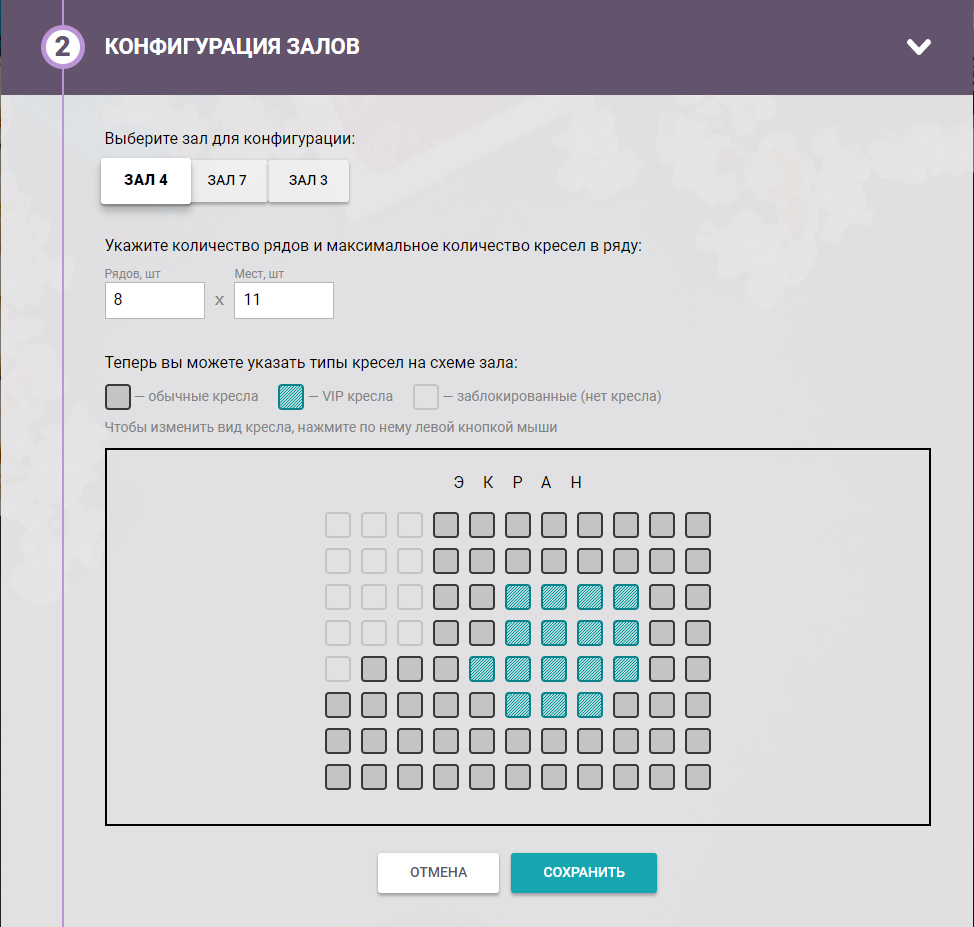 2 КОНФИГУРАЦИЯ ЗАЛОВ
Выберите зал для конфигурации:
ЗАЛ 4 ЗАЛ 7 ЗАЛ 3
Укажите количество рядов и максимальное количество кресел в ряду:
Рядов, шт Мест, шт
8 x 11
Теперь вы можете указать типы кресел на схеме зала:
— обычные кресла — VIP кресла — заблокированные (нет кресла)
Чтобы изменить вид кресла, нажмите по нему левой кнопкой мыши
Э К Р А Н
ОТМЕНА СОХРАНИТЬ